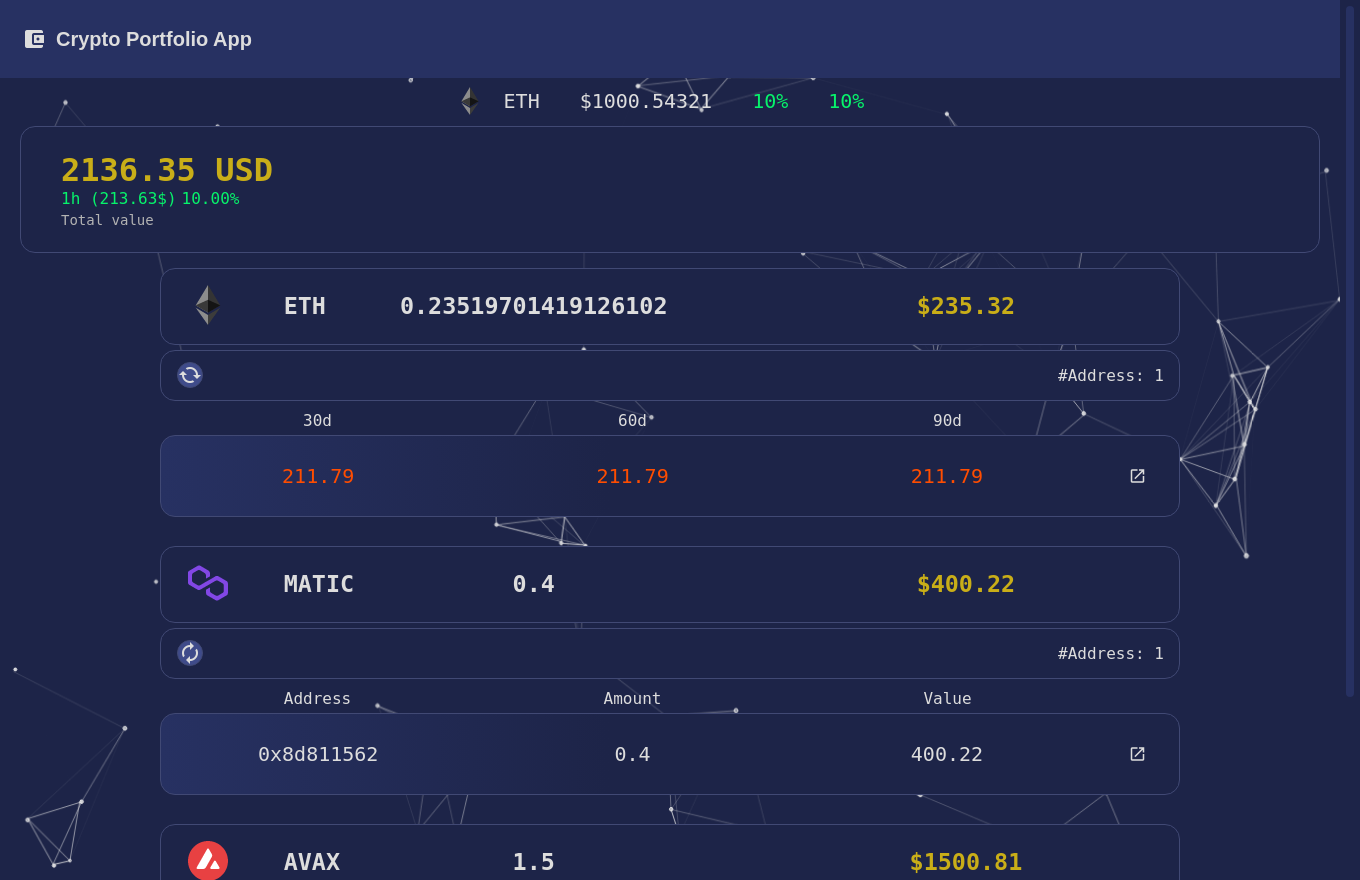 Crypto Portfolio App
ETH $1000.54321 10% 10%
2136.35 USD
1h (213.63$) 10.00%
Total value
ETH 0.23519701419126102 $235.32
#Address: 1
30d 60d 90d
211.79 211.79 211.79
MATIC 0.4 $400.22
#Address: 1
Address Amount Value
0x8d811562 0.4 400.22
AVAX 1.5 $1500.81